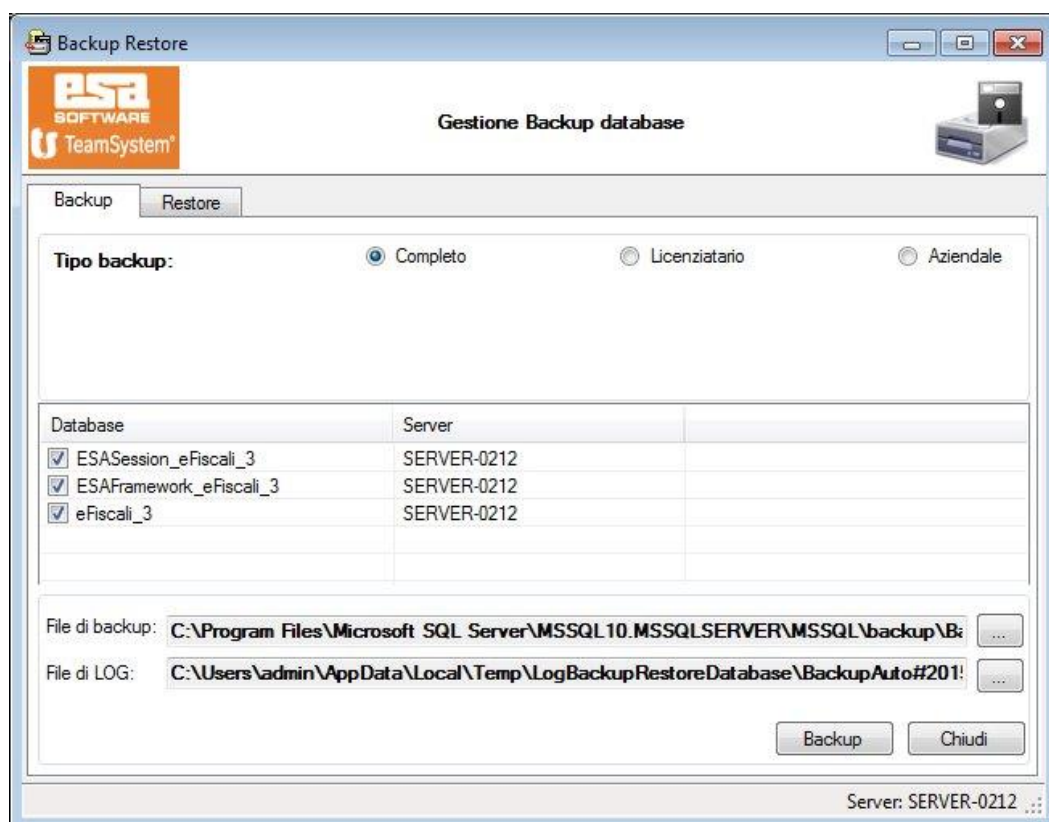 Backup Restore
esa
SOFTWARE
TeamSystem®
Gestione Backup database
Backup Restore
Tipo backup: Completo Licenziatario Aziendale
Database Server
ESASession_eFiscali_3 SERVER-0212
ESAFramework_eFiscali_3 SERVER-0212
eFiscali_3 SERVER-0212
File di backup: C:\Program Files\Microsoft SQL Server\MSSQL10.MSSQLSERVER\MSSQL\backup\Ba ...
File di LOG: C:\Users\admin\AppData\Local\Temp\LogBackupRestoreDatabase\BackupAuto#201 ...
Backup Chiudi
Server: SERVER-0212